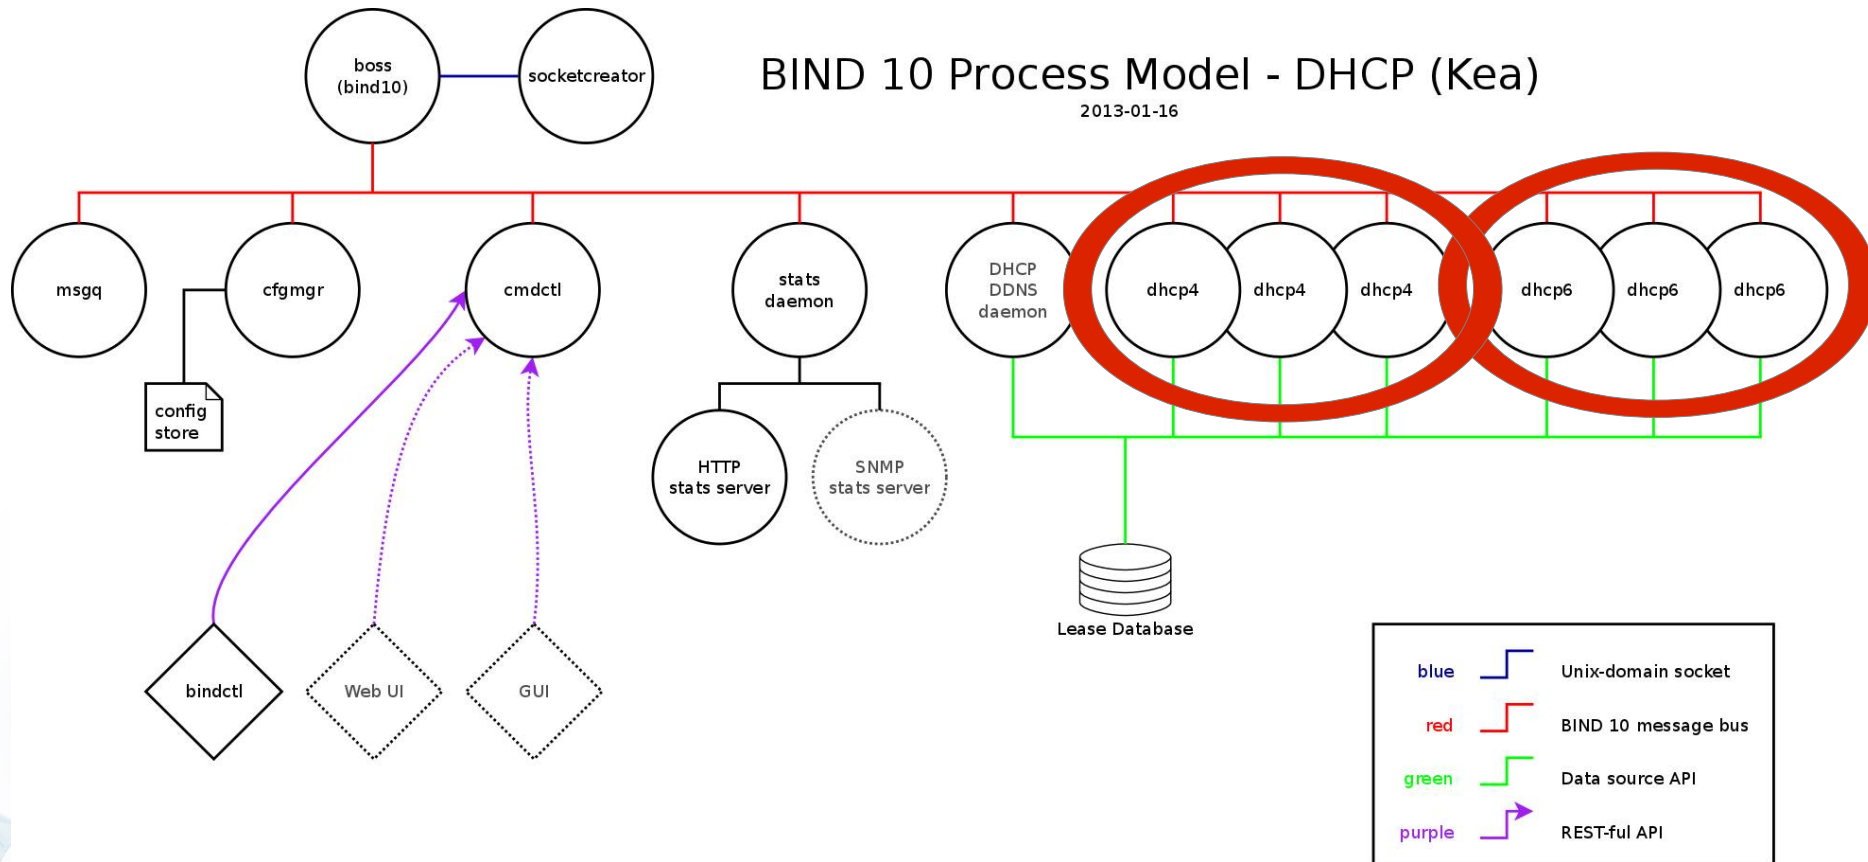 boss
(bind10)
socketcreator
BIND 10 Process Model - DHCP (Kea)
2013-01-16
msgq
cfgmgr
cmdctl
stats
daemon
DHCP
DDNS
daemon
dhcp4
dhcp4
dhcp4
dhcp6
dhcp6
dhcp6
config
store
HTTP
stats server
SNMP
stats server
Lease Database
bindctl
Web UI
GUI
blue Unix-domain socket
red BIND 10 message bus
green Data source API
purple REST-ful API